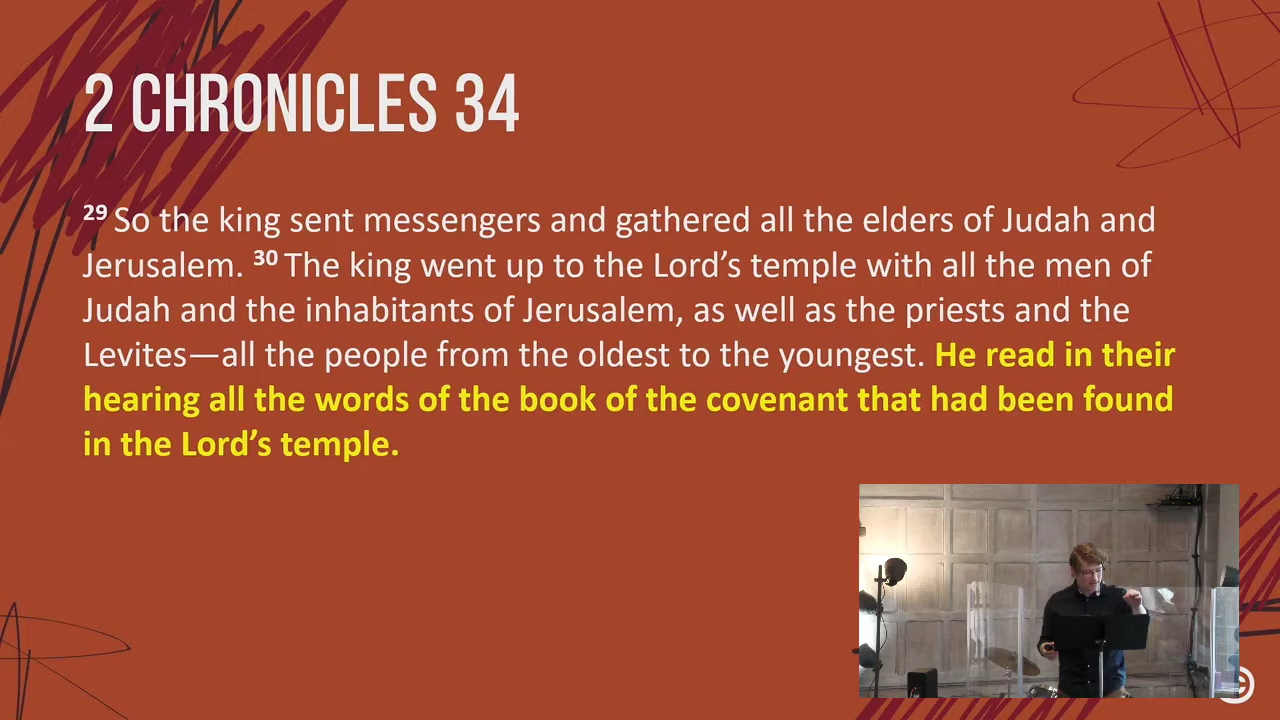 2 CHRONICLES 34
29 So the king sent messengers and gathered all the elders of Judah and
Jerusalem. 30 The king went up to the Lord’s temple with all the men of
Judah and the inhabitants of Jerusalem, as well as the priests and the
Levites—all the people from the oldest to the youngest. He read in their
hearing all the words of the book of the covenant that had been found
in the Lord’s temple.